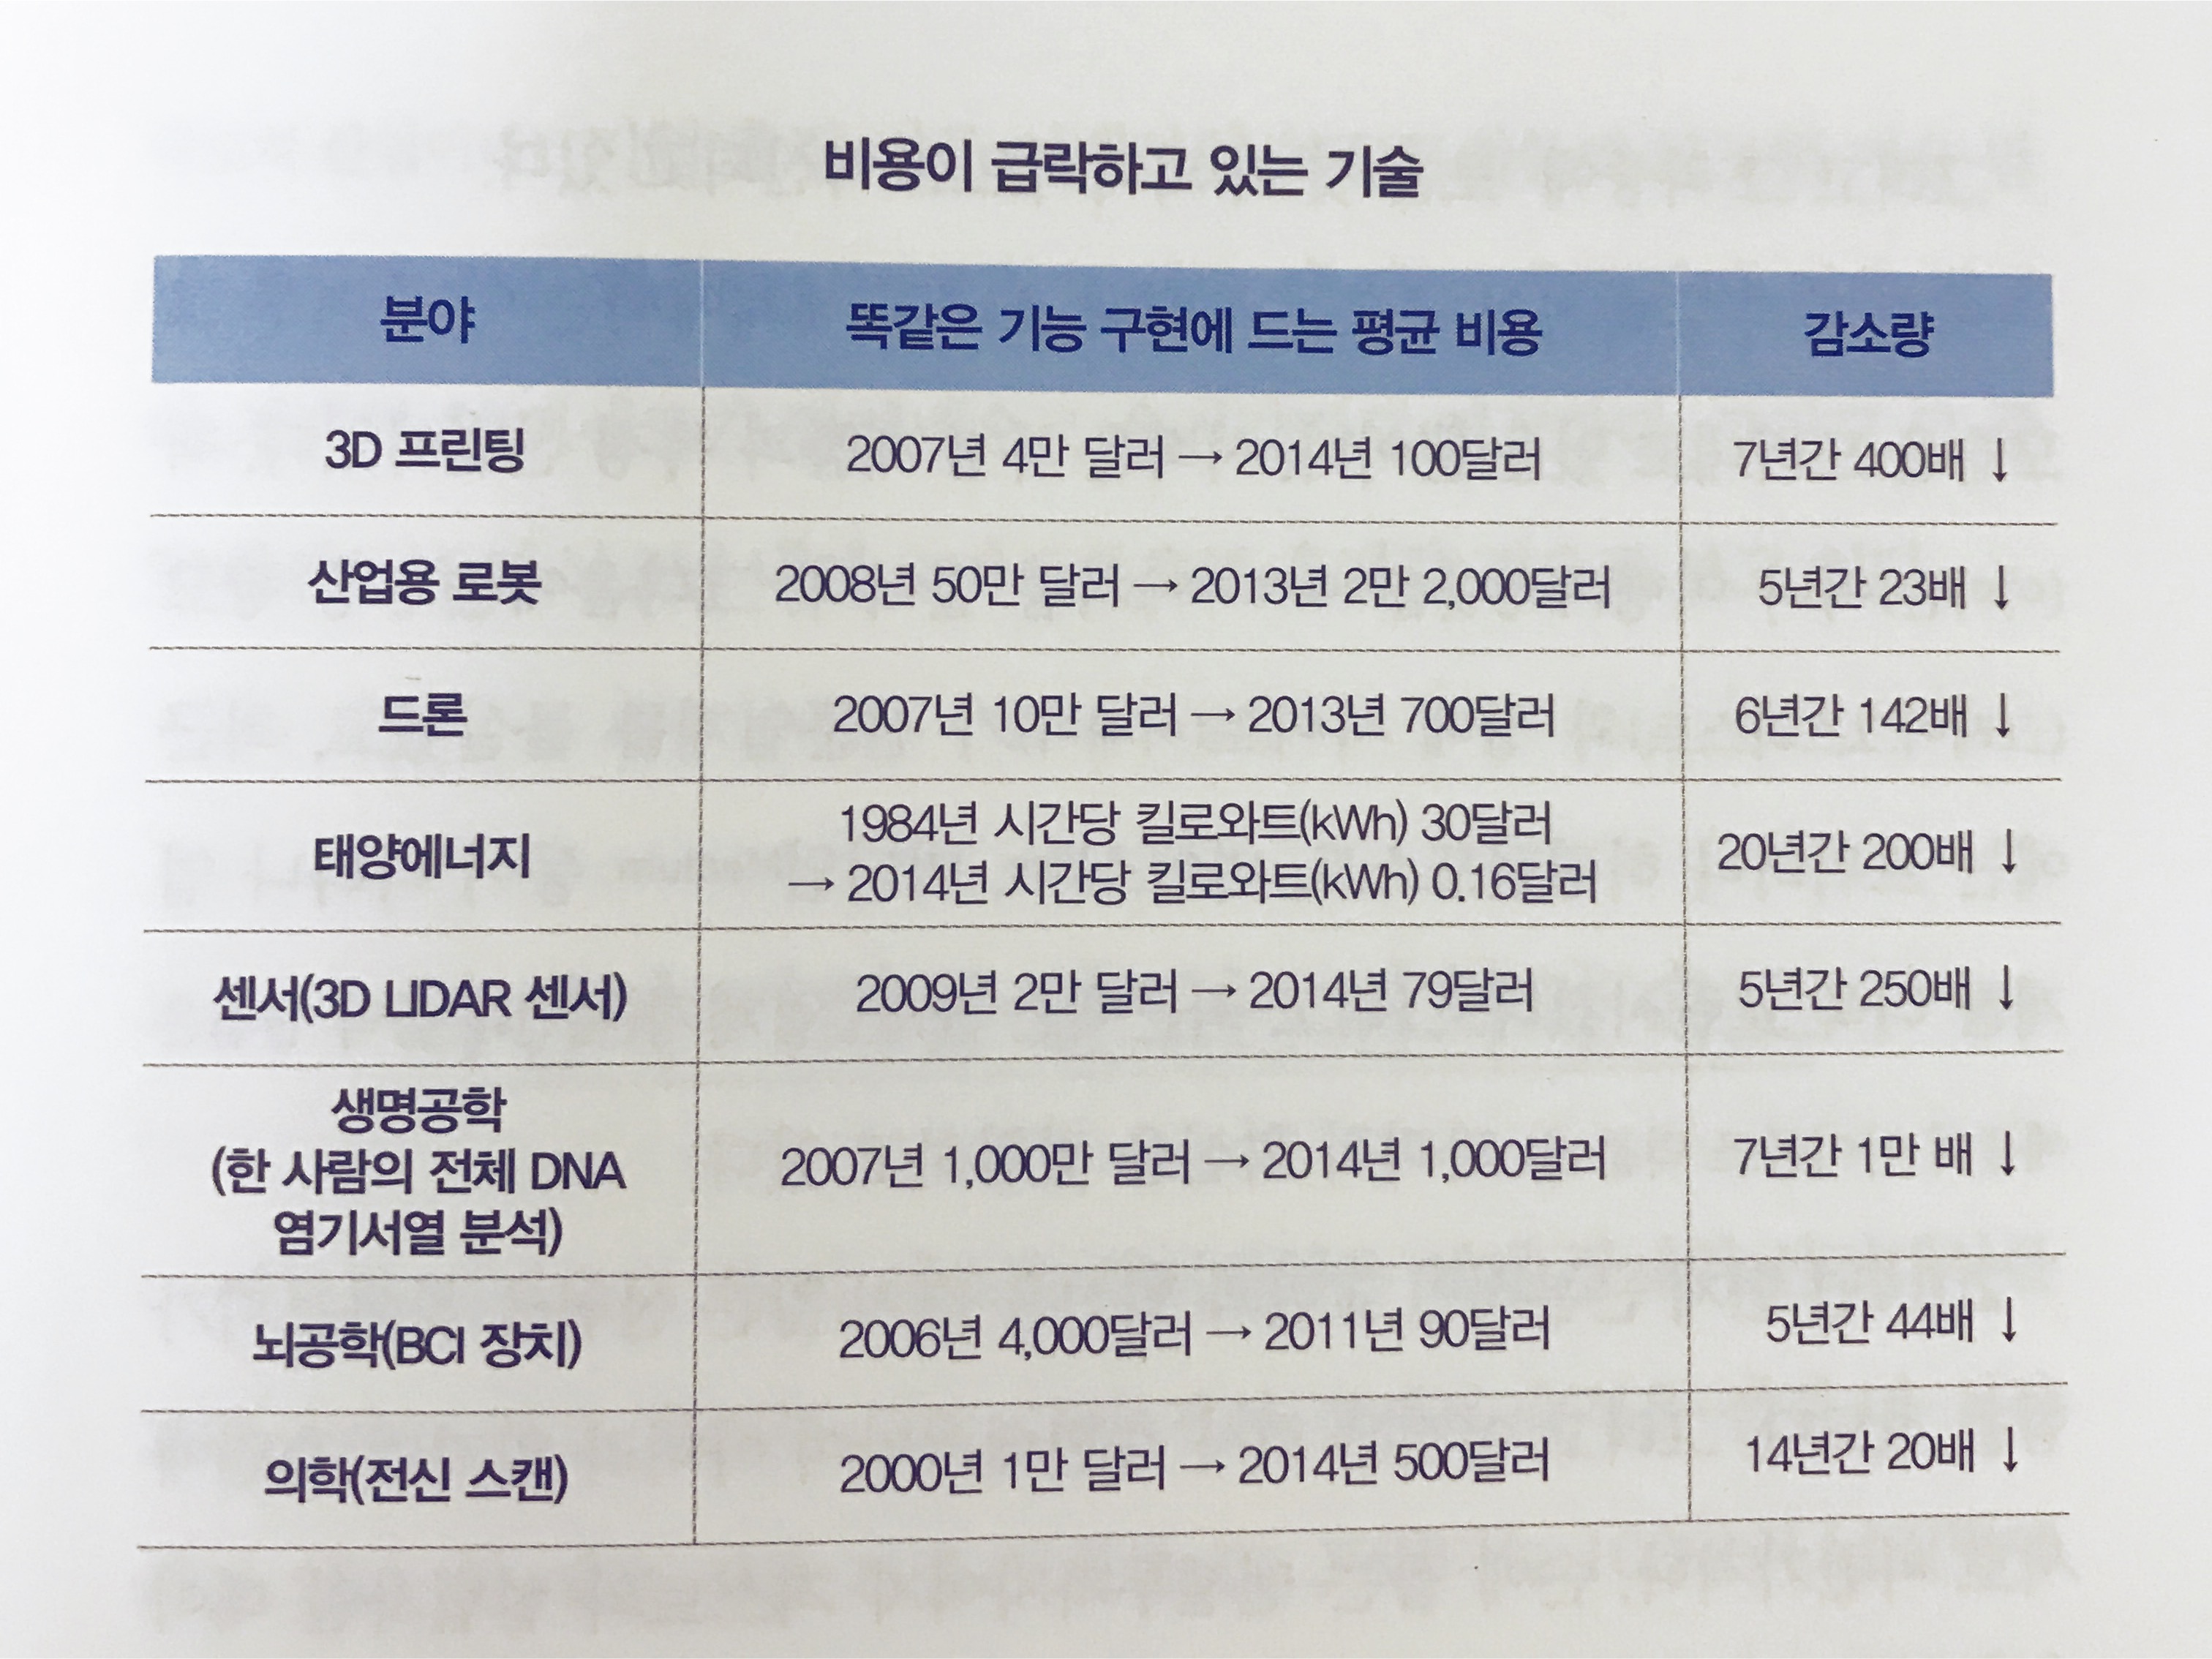 비용이 급락하고 있는 기술
분야 똑같은 기능 구현에 드는 평균 비용 감소량
3D 프린팅 2007년 4만 달러 → 2014년 100달러 7년간 400배 ↓
산업용 로봇 2008년 50만 달러 → 2013년 2만 2,000달러 5년간 23배 ↓
드론 2007년 10만 달러 → 2013년 700달러 6년간 142배 ↓
태양에너지 1984년 시간당 킬로와트(kWh) 30달러
→ 2014년 시간당 킬로와트(kWh) 0.16달러 20년간 200배 ↓
센서(3D LIDAR 센서) 2009년 2만 달러 → 2014년 79달러 5년간 250배 ↓
생명공학
(한 사람의 전체 DNA
염기서열 분석) 2007년 1,000만 달러 → 2014년 1,000달러 7년간 1만 배 ↓
뇌공학(BCI 장치) 2006년 4,000달러 → 2011년 90달러 5년간 44배 ↓
의학(전신 스캔) 2000년 1만 달러 → 2014년 500달러 14년간 20배 ↓